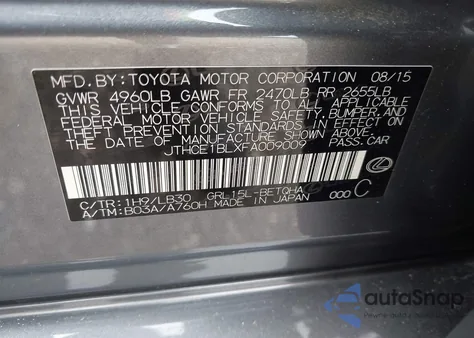 MFD. BY: TOYOTA MOTOR CORPORATION 08/15
GVWR 4960LB GAWR FR 2470LB RR 2655LB
THIS VEHICLE CONFORMS TO ALL APPLICABLE
FEDERAL MOTOR VEHICLE SAFETY, BUMPER, AND
THEFT PREVENTION STANDARDS IN EFFECT ON
THE DATE OF MANUFACTURE SHOWN ABOVE.
JTHCE1BLXFA009009 PASS.CAR
C/TR: 1H9/LB30 GRL15L-BETQHA
A/TM: B03A/A760H MADE IN JAPAN 000 C
autoSnap